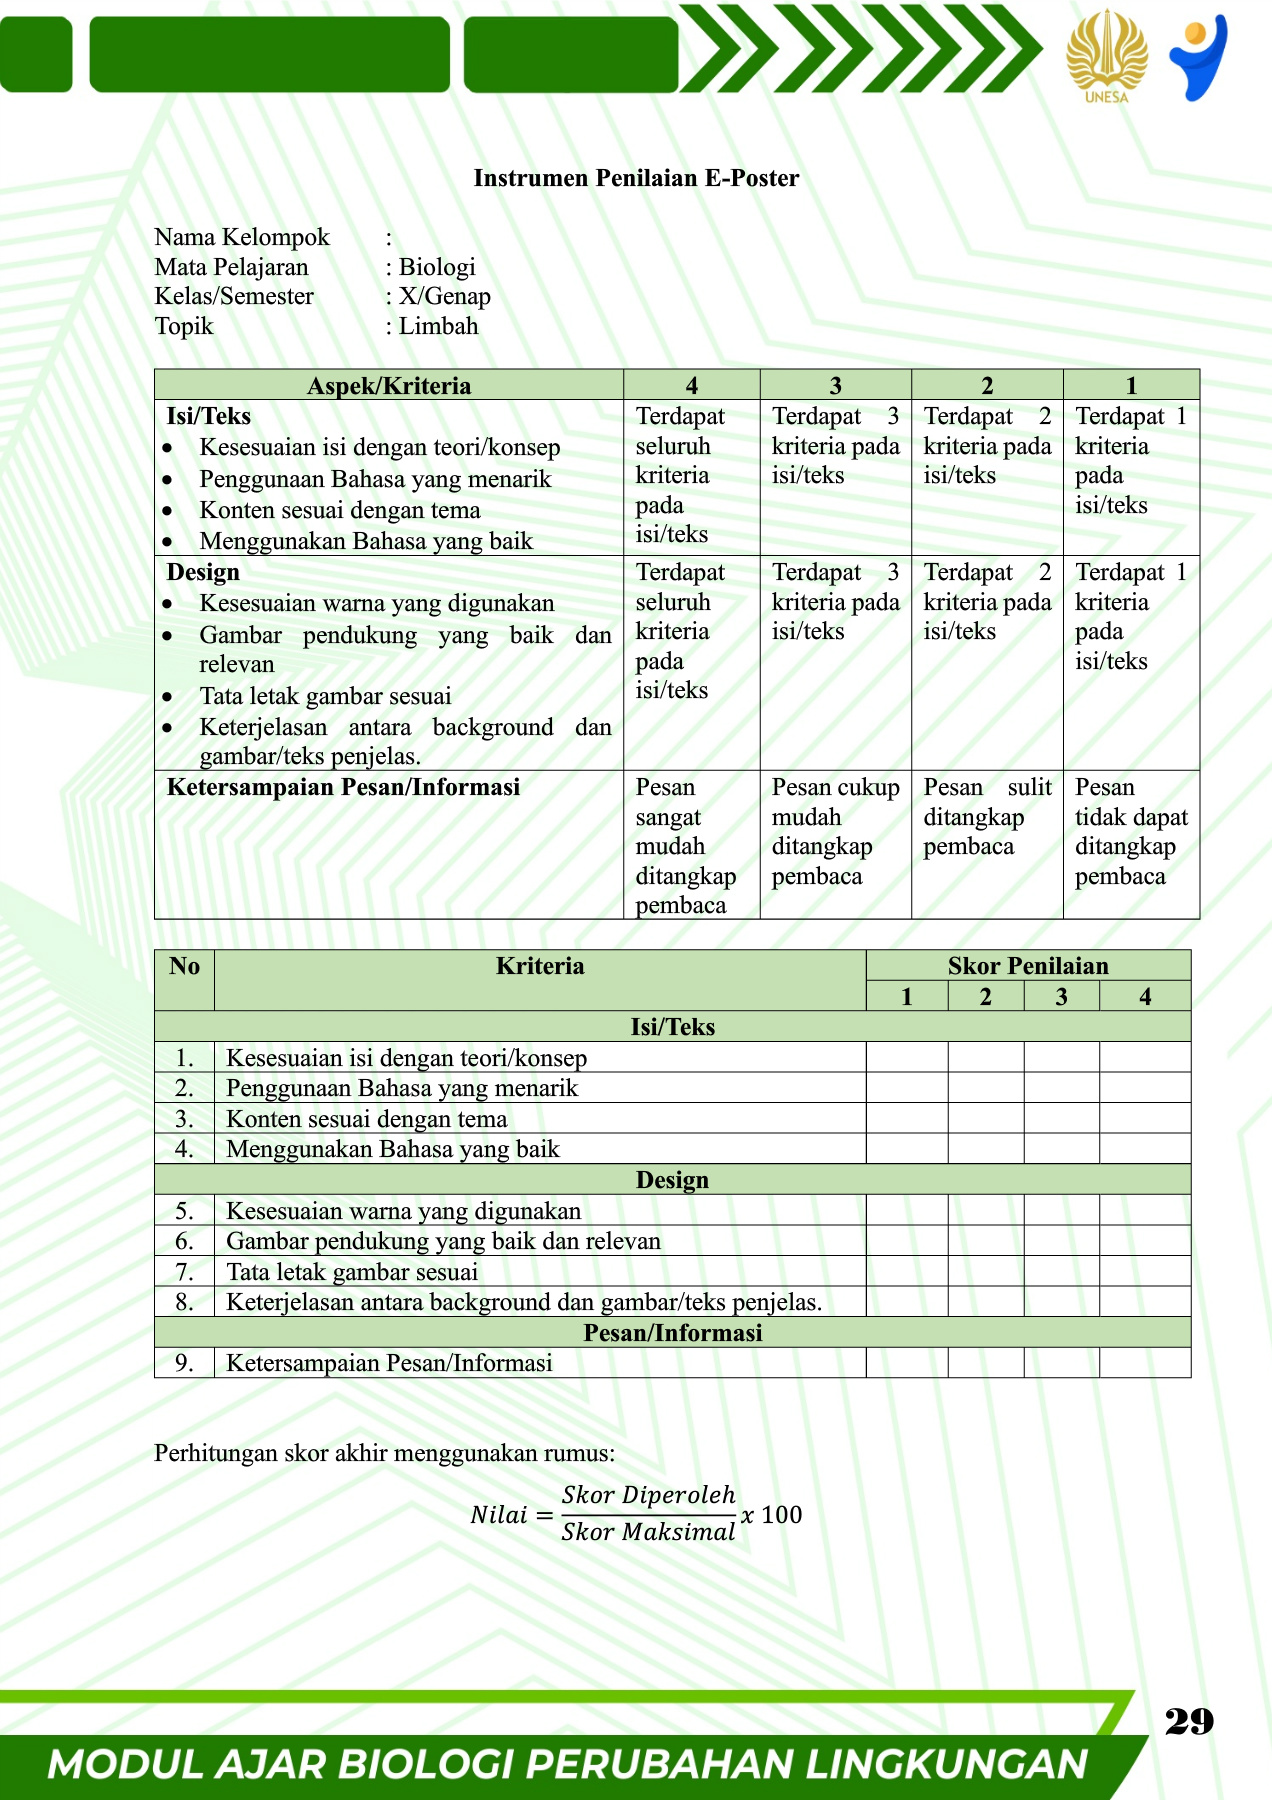 UNESA
Instrumen Penilaian E-Poster
Nama Kelompok :
Mata Pelajaran : Biologi
Kelas/Semester : X/Genap
Topik : Limbah
Aspek/Kriteria 4 3 2 1
Isi/Teks
• Kesesuaian isi dengan teori/konsep
• Penggunaan Bahasa yang menarik
• Konten sesuai dengan tema
• Menggunakan Bahasa yang baik
Terdapat
seluruh
kriteria
pada
isi/teks
Terdapat 3
kriteria pada
isi/teks
Terdapat 2
kriteria pada
isi/teks
Terdapat 1
kriteria
pada
isi/teks
Design
• Kesesuaian warna yang digunakan
• Gambar pendukung yang baik dan
relevan
• Tata letak gambar sesuai
• Keterjelasan antara background dan
gambar/teks penjelas.
Terdapat
seluruh
kriteria
pada
isi/teks
Terdapat 3
kriteria pada
isi/teks
Terdapat 2
kriteria pada
isi/teks
Terdapat 1
kriteria
pada
isi/teks
Ketersampaian Pesan/Informasi
Pesan
sangat
mudah
ditangkap
pembaca
Pesan cukup
mudah
ditangkap
pembaca
Pesan sulit
ditangkap
pembaca
Pesan
tidak dapat
ditangkap
pembaca
No Kriteria Skor Penilaian
1 2 3 4
Isi/Teks
1. Kesesuaian isi dengan teori/konsep
2. Penggunaan Bahasa yang menarik
3. Konten sesuai dengan tema
4. Menggunakan Bahasa yang baik
Design
5. Kesesuaian warna yang digunakan
6. Gambar pendukung yang baik dan relevan
7. Tata letak gambar sesuai
8. Keterjelasan antara background dan gambar/teks penjelas.
Pesan/Informasi
9. Ketersampaian Pesan/Informasi
Perhitungan skor akhir menggunakan rumus:
Skor Diperoleh
Nilai = x 100
Skor Maksimal
29
MODUL AJAR BIOLOGI PERUBAHAN LINGKUNGAN